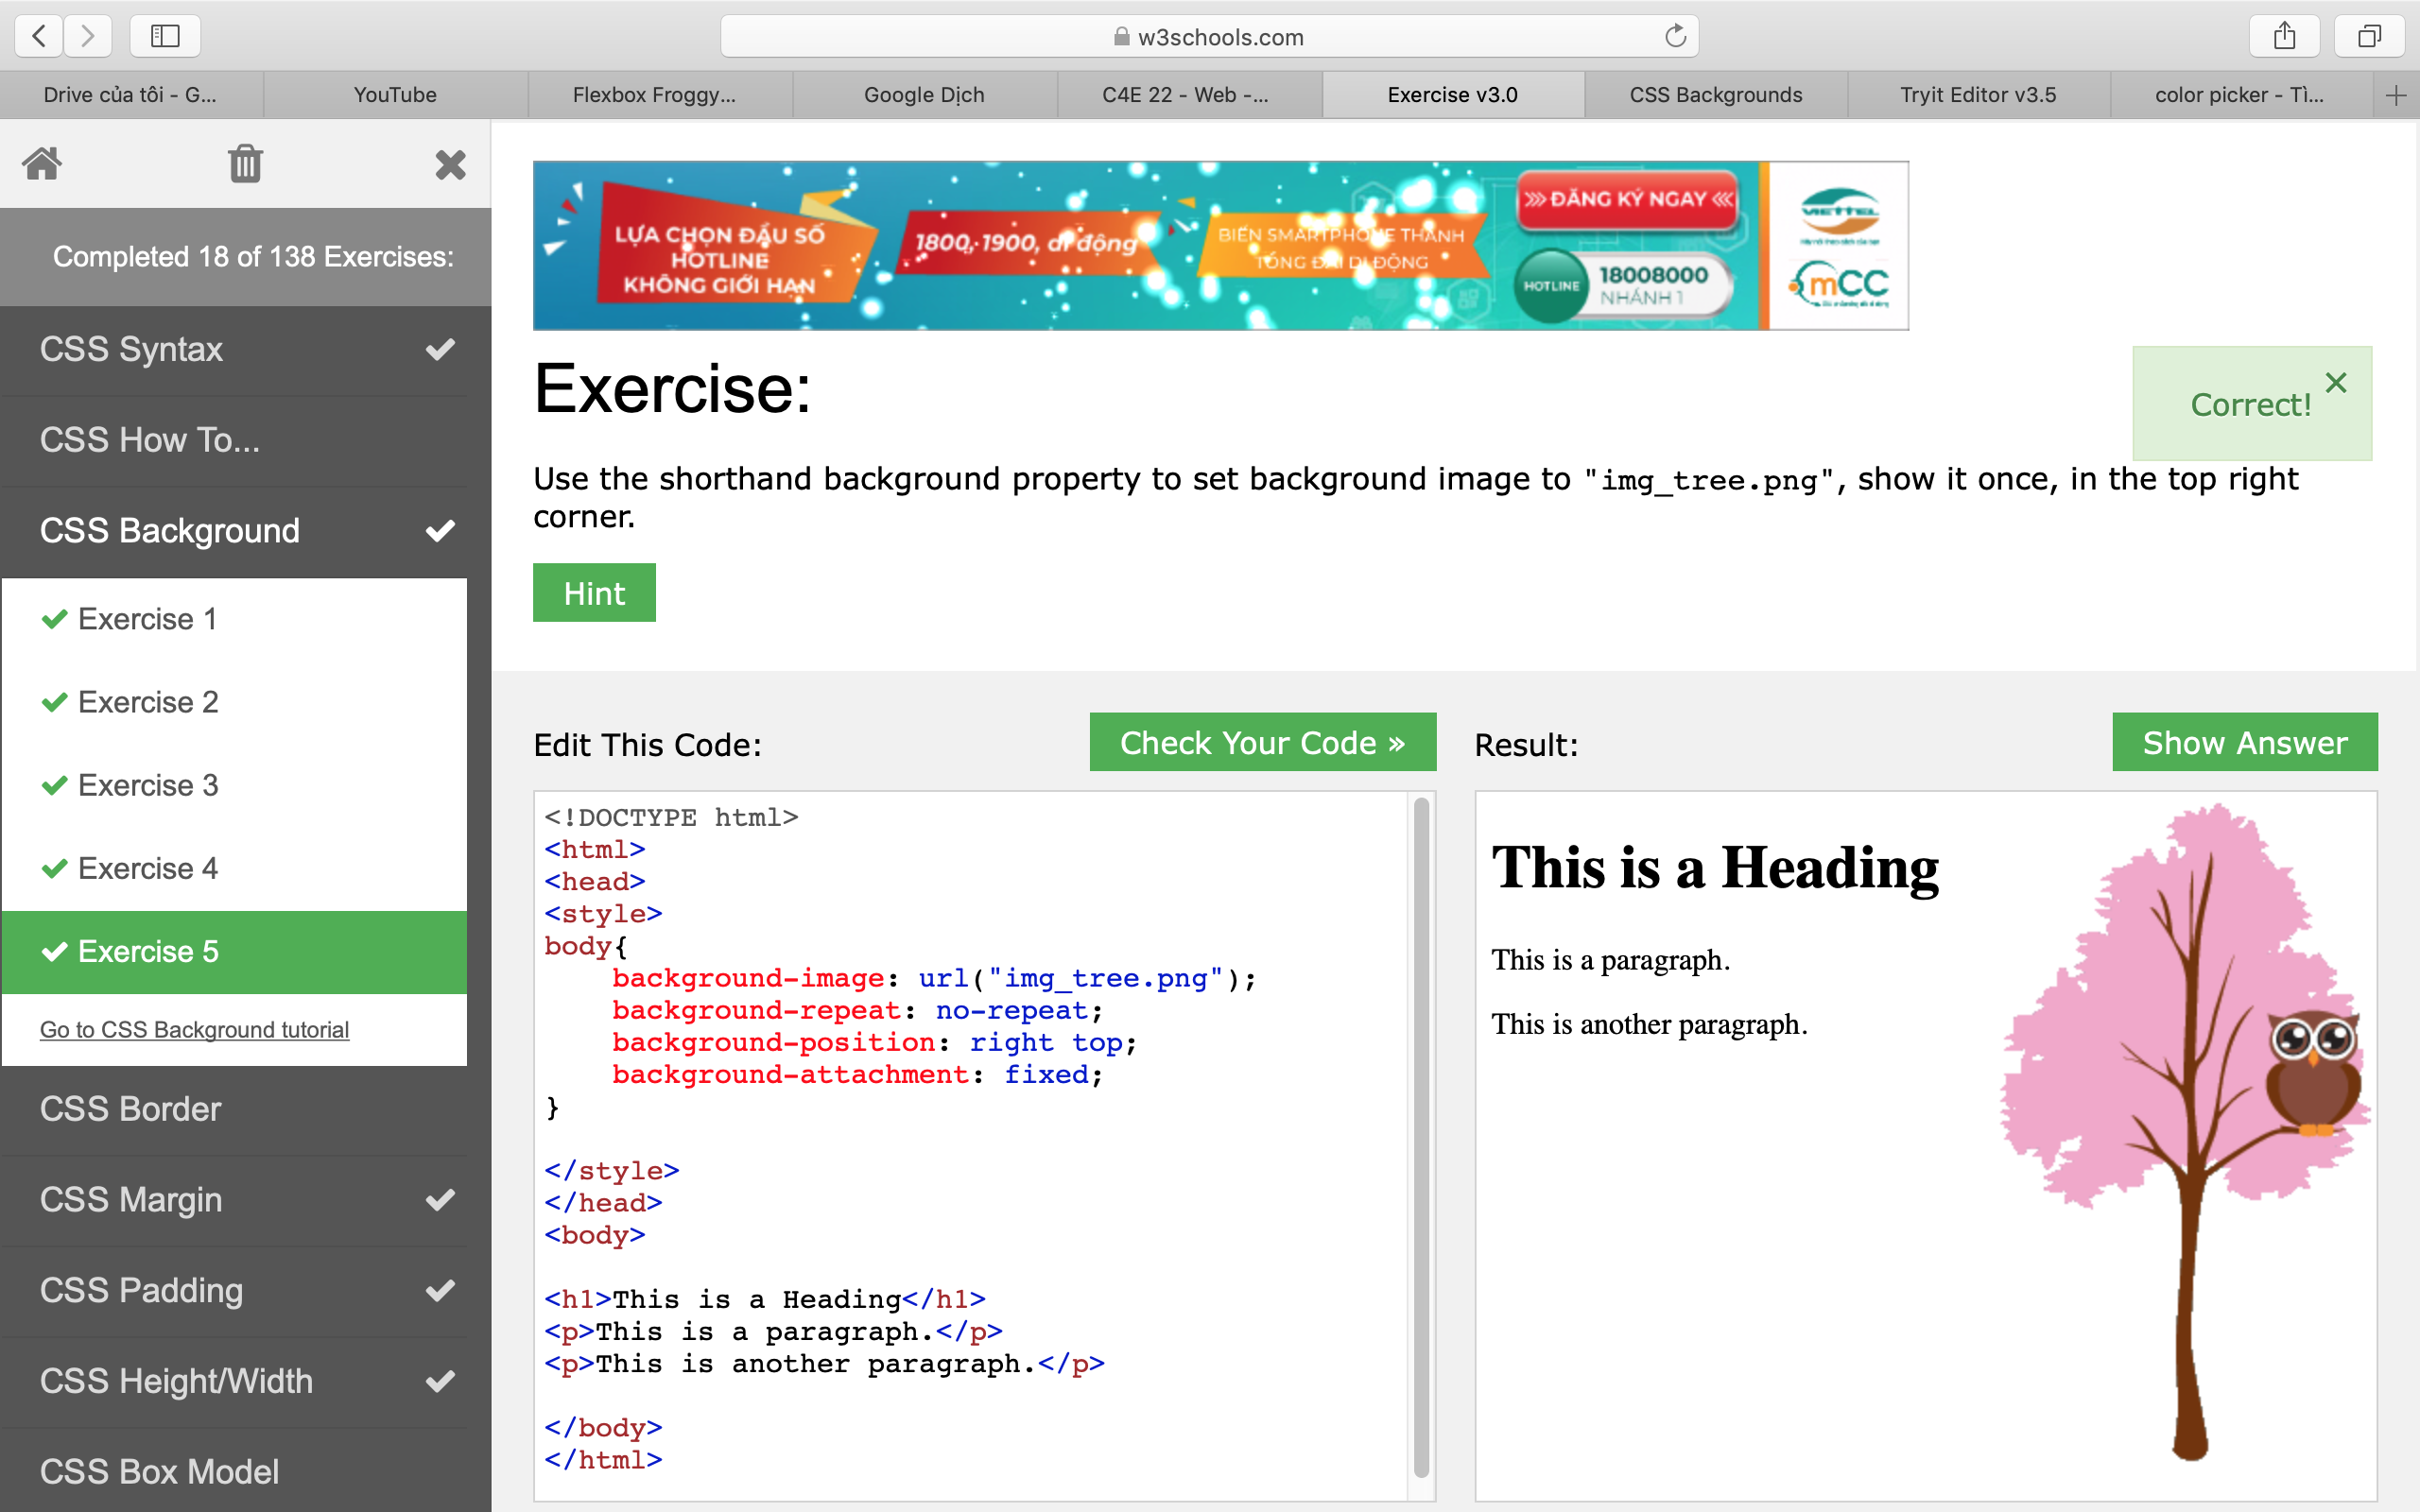 w3schools.com
Drive của tôi - G...
YouTube
Flexbox Froggy...
Google Dịch
C4E 22 - Web -...
Exercise v3.0
CSS Backgrounds
Tryit Editor v3.5
color picker - Tì...
Completed 18 of 138 Exercises:
CSS Syntax
CSS How To...
CSS Background
Exercise 1
Exercise 2
Exercise 3
Exercise 4
Exercise 5
Go to CSS Background tutorial
CSS Border
CSS Margin
CSS Padding
CSS Height/Width
CSS Box Model
LỰA CHỌN ĐẦU SỐ
HOTLINE
KHÔNG GIỚI HẠN
1800, 1900, di động
BIẾN SMARTPHONE THÀNH
TỔNG ĐÀI DI ĐỘNG
ĐĂNG KÝ NGAY
HOTLINE
18008000
NHÁNH 1
VIETTEL
mCC
Exercise:
Correct!
Use the shorthand background property to set background image to "img_tree.png", show it once, in the top right
corner.
Hint
Edit This Code:
Check Your Code »
<!DOCTYPE html>
<html>
<head>
<style>
body{
    background-image: url("img_tree.png");
    background-repeat: no-repeat;
    background-position: right top;
    background-attachment: fixed;
}
</style>
</head>
<body>
<h1>This is a Heading</h1>
<p>This is a paragraph.</p>
<p>This is another paragraph.</p>
</body>
</html>
Result:
Show Answer
This is a Heading
This is a paragraph.
This is another paragraph.